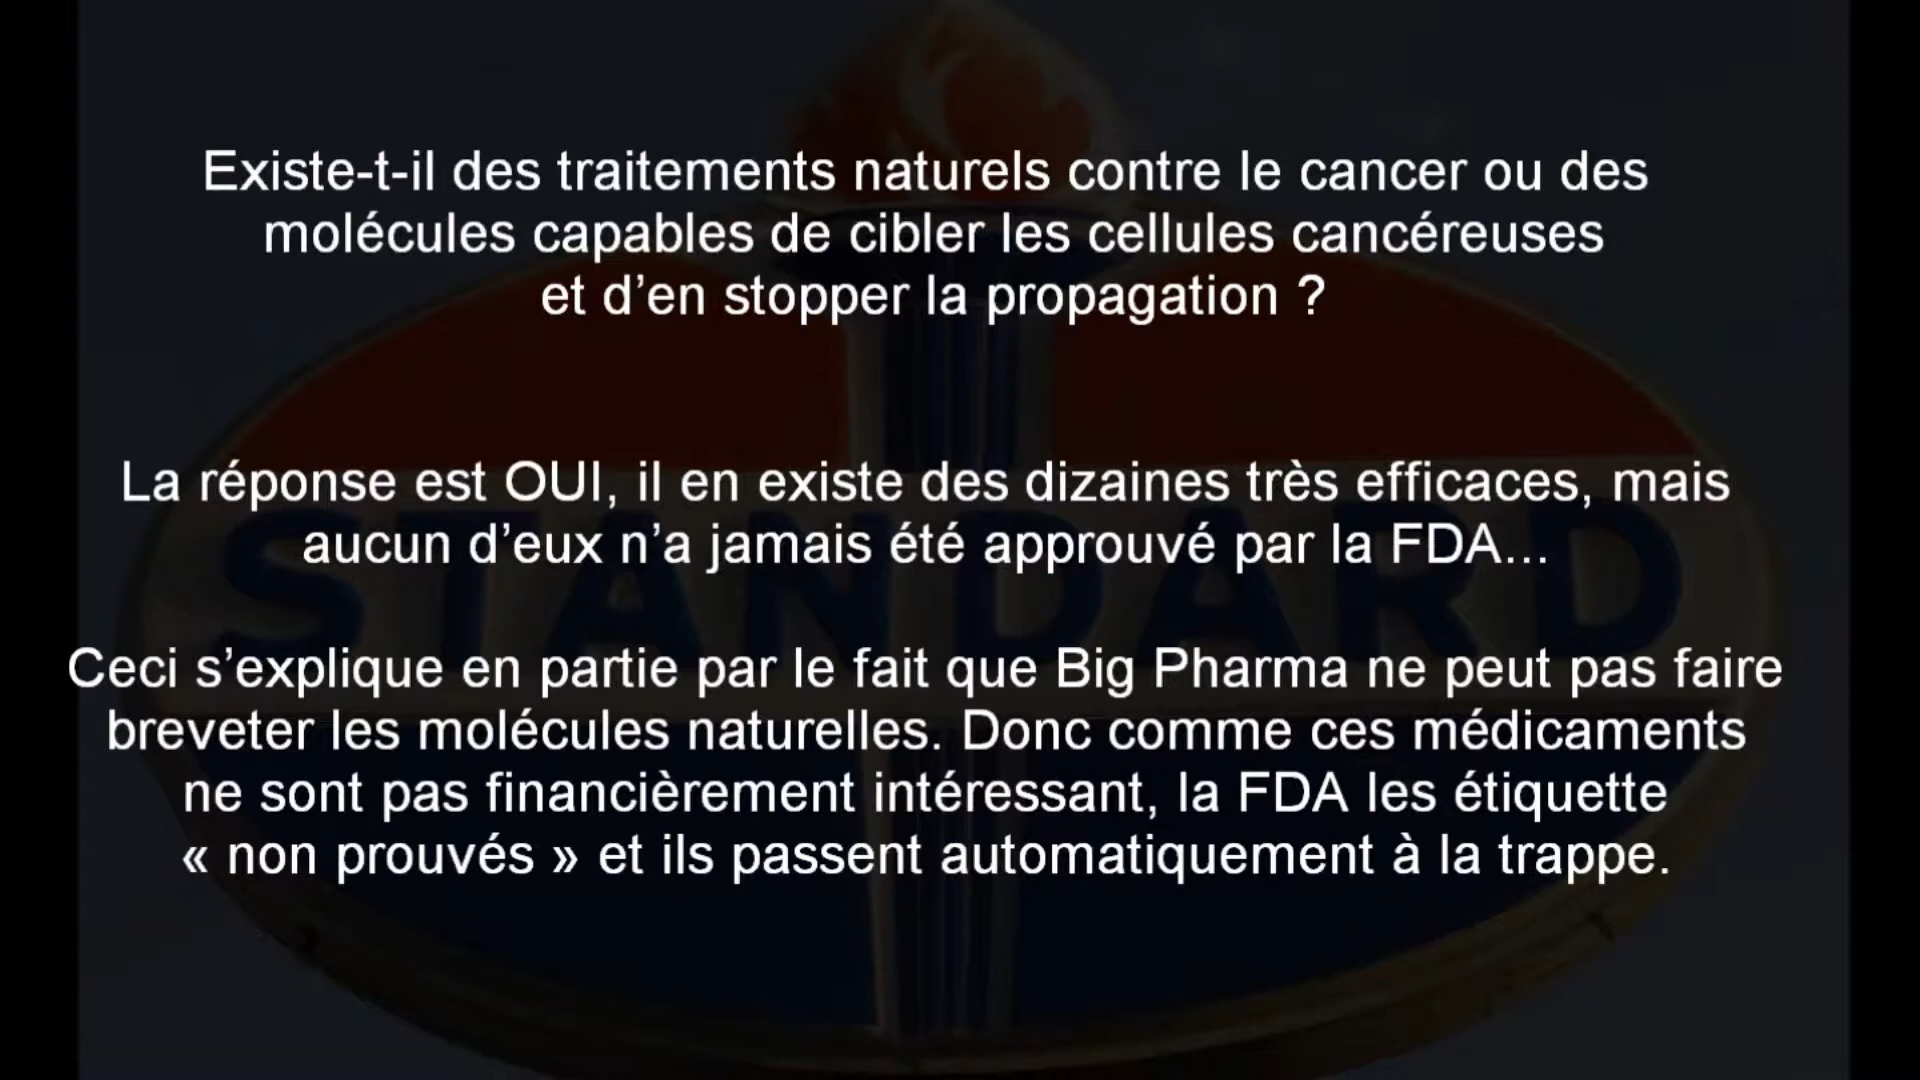 Existe-t-il des traitements naturels contre le cancer ou des
molécules capables de cibler les cellules cancéreuses
et d’en stopper la propagation ?
La réponse est OUI, il en existe des dizaines très efficaces, mais
aucun d’eux n’a jamais été approuvé par la FDA...
STANDARD
Ceci s’explique en partie par le fait que Big Pharma ne peut pas faire
breveter les molécules naturelles. Donc comme ces médicaments
ne sont pas financièrement intéressant, la FDA les étiquette
« non prouvés » et ils passent automatiquement à la trappe.